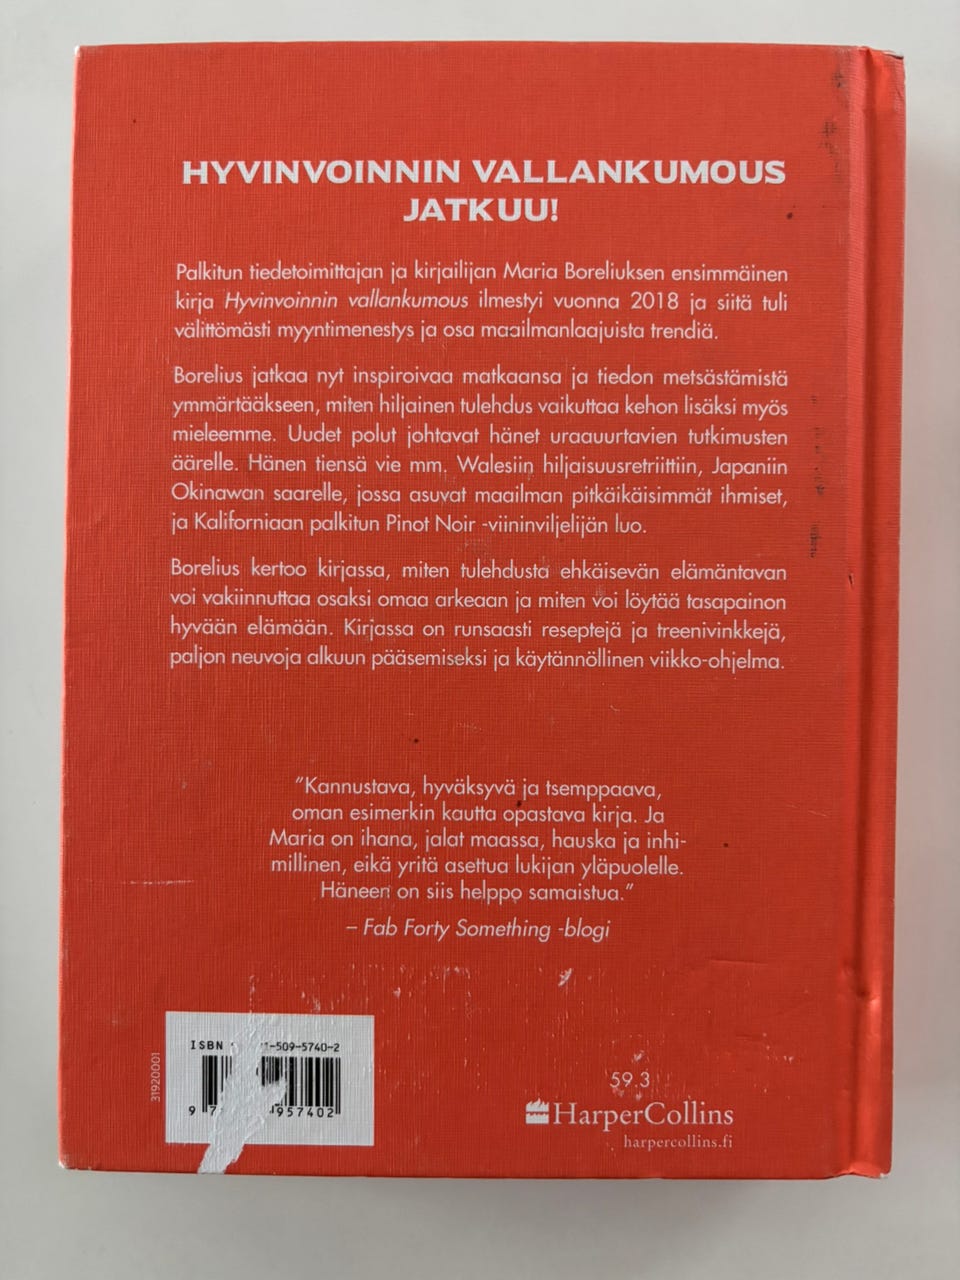 HYVINVOINNIN VALLANKUMOUS
JATKUU!
Palkitun tiedetoimittajan ja kirjailijan Maria Boreliuksen ensimmäinen
kirja Hyvinvoinnin vallankumous ilmestyi vuonna 2018 ja siitä tuli
välittömästi myyntimenestys ja osa maailmanlaajuista trendiä.
Borelius jatkaa nyt inspiroivaa matkaansa ja tiedon metsästämistä
ymmärtääkseen, miten hiljainen tulehdus vaikuttaa kehon lisäksi myös
mieleemme. Uudet polut johtavat hänet uraauurtavien tutkimusten
äärelle. Hänen tiensä vie mm. Walesiin hiljaisuusretriittiin, Japaniin
Okinawan saarelle, jossa asuvat maailman pitkäikäisimmät ihmiset,
ja Kaliforniaan palkitun Pinot Noir -viininviljelijän luo.
Borelius kertoo kirjassa, miten tulehdusta ehkäisevän elämäntavan
voi vakiinnuttaa osaksi omaa arkeaan ja miten voi löytää tasapainon
hyvään elämään. Kirjassa on runsaasti reseptejä ja treenivinkkejä,
paljon neuvoja alkuun pääsemiseksi ja käytännöllinen viikko-ohjelma.
”Kannustava, hyväksyvä ja tsemppaava,
oman esimerkin kautta opastava kirja. Ja
Maria on ihana, jalat maassa, hauska ja inhi-
millinen, eikä yritä asettua lukijan yläpuolelle.
Häneen on siis helppo samaistua.”
– Fab Forty Something -blogi
31920001
ISBN -509-5740-2
9 7 957402
59.3
HarperCollins
harpercollins.fi